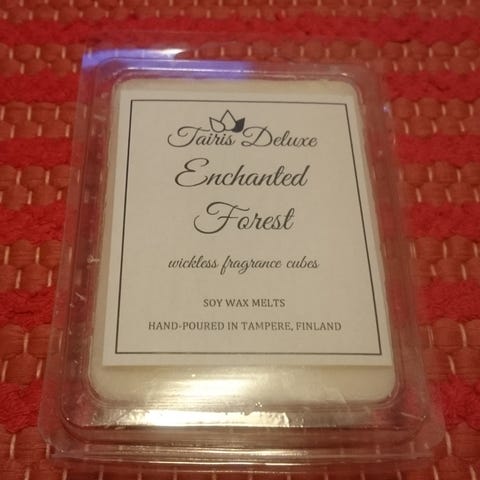 Tairis Deluxe
Enchanted
Forest
wickless fragrance cubes
SOY WAX MELTS
HAND-POURED IN TAMPERE, FINLAND